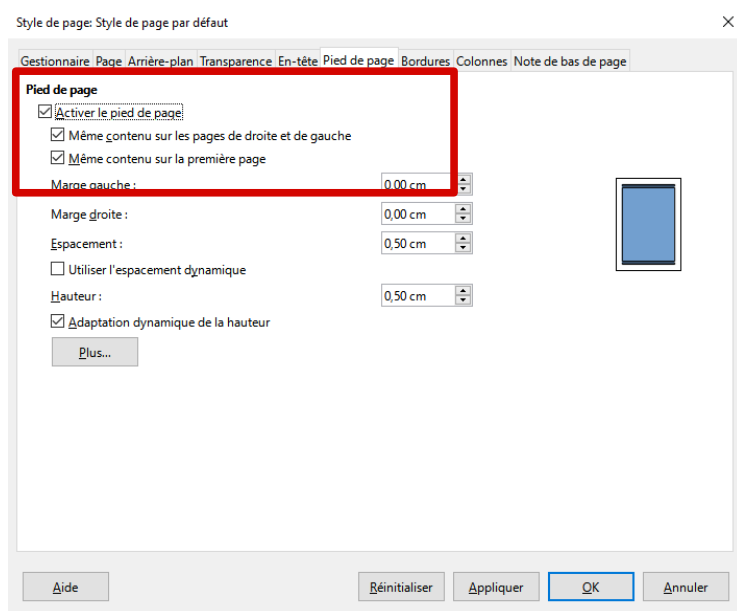 Style de page: Style de page par défaut
Gestionnaire Page Arrière-plan Transparence En-tête Pied de page Bordures Colonnes Note de bas de page
Pied de page
Activer le pied de page
Même contenu sur les pages de droite et de gauche
Même contenu sur la première page
Marge gauche : 0,00 cm
Marge droite : 0,00 cm
Espacement : 0,50 cm
Utiliser l'espacement dynamique
Hauteur : 0,50 cm
Adaptation dynamique de la hauteur
Plus...
Aide Réinitialiser Appliquer OK Annuler